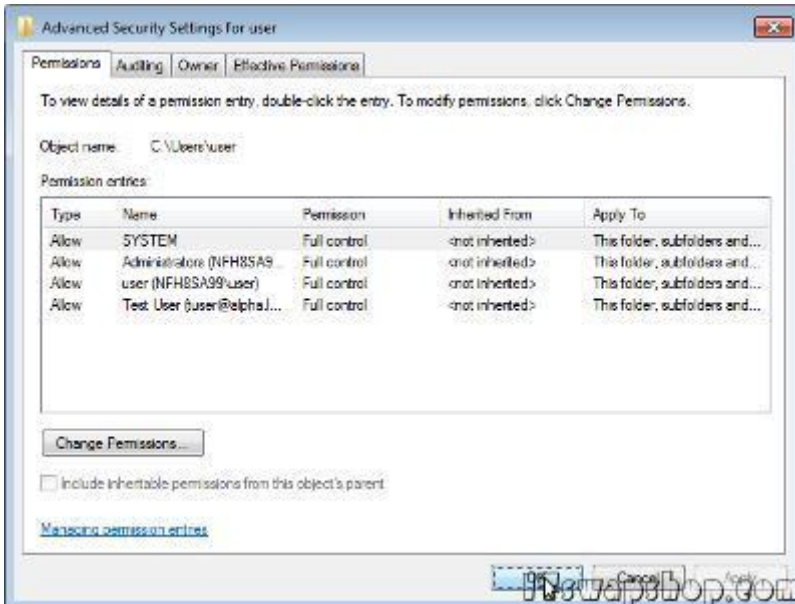 Advanced Security Settings for user
Permissions Auditing Owner Effective Permissions
To view details of a permission entry, double-click the entry. To modify permissions, click Change Permissions.
Object name: C:\Users\user
Permission entries:
Type Name Permission Inherited From Apply To
Allow SYSTEM Full control <not inherited> This folder, subfolders and...
Allow Administrators (NFH8SA9... Full control <not inherited> This folder, subfolders and...
Allow user (NFH8SA99\user) Full control <not inherited> This folder, subfolders and...
Allow Test User (tuser@alpha.l... Full control <not inherited> This folder, subfolders and...
Change Permissions...
Include inheritable permissions from this object's parent
Managing permission entries
OK Cancel Apply